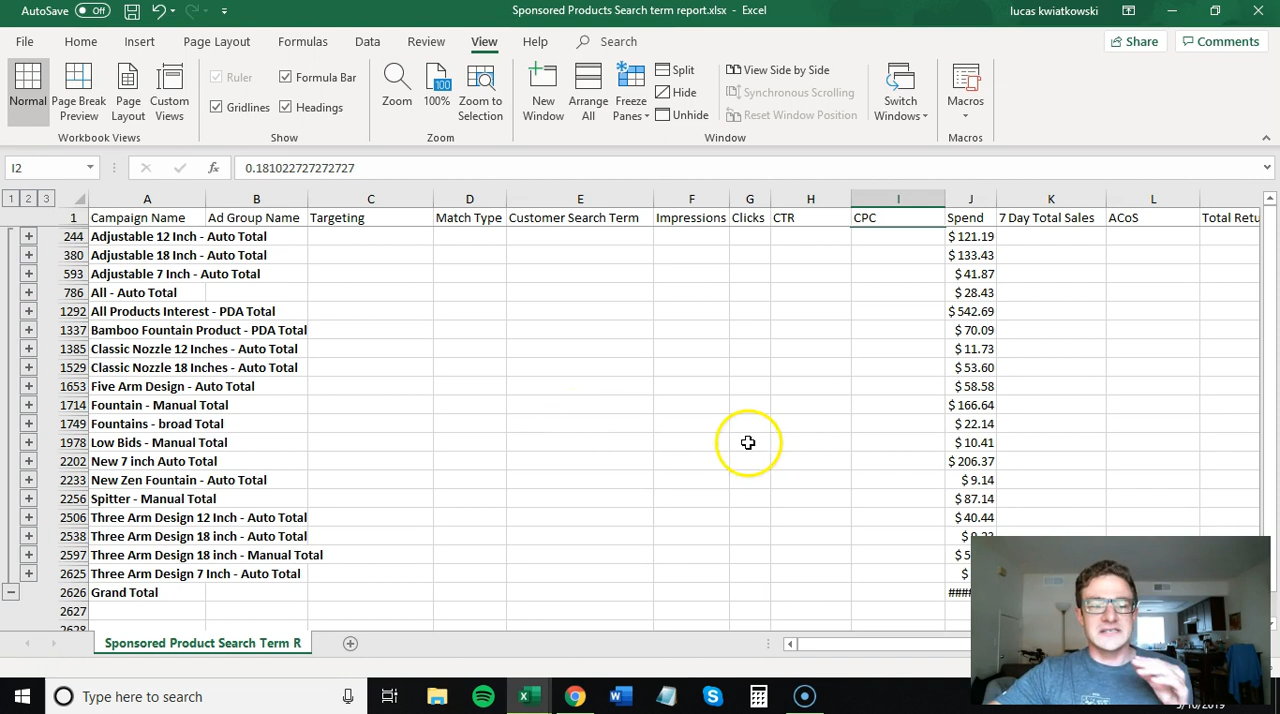 AutoSave Off Sponsored Products Search term report.xlsx - Excel lucas kwiatkowski
File Home Insert Page Layout Formulas Data Review View Help Search Share Comments
Normal Page Break Preview Page Layout Custom Views Ruler Formula Bar Gridlines Headings Zoom 100% Zoom to Selection New Window Arrange All Freeze Panes Split Hide Unhide View Side by Side Synchronous Scrolling Reset Window Position Switch Windows Macros
Workbook Views Show Zoom Window Macros
I2 fx 0.181022727272727
1 2 3 A B C D E F G H I J K L
1 Campaign Name Ad Group Name Targeting Match Type Customer Search Term Impressions Clicks CTR CPC Spend 7 Day Total Sales ACoS Total Retu
244 Adjustable 12 Inch - Auto Total $ 121.19
380 Adjustable 18 Inch - Auto Total $ 133.43
593 Adjustable 7 Inch - Auto Total $ 41.87
786 All - Auto Total $ 28.43
1292 All Products Interest - PDA Total $ 542.69
1337 Bamboo Fountain Product - PDA Total $ 70.09
1385 Classic Nozzle 12 Inches - Auto Total $ 11.73
1529 Classic Nozzle 18 Inches - Auto Total $ 53.60
1653 Five Arm Design - Auto Total $ 58.58
1714 Fountain - Manual Total $ 166.64
1749 Fountains - broad Total $ 22.14
1978 Low Bids - Manual Total $ 10.41
2202 New 7 inch Auto Total $ 206.37
2233 New Zen Fountain - Auto Total $ 9.14
2256 Spitter - Manual Total $ 87.14
2506 Three Arm Design 12 Inch - Auto Total $ 40.44
2538 Three Arm Design 18 inch - Auto Total
2597 Three Arm Design 18 inch - Manual Total $ 5
2625 Three Arm Design 7 Inch - Auto Total $
2626 Grand Total ####
2627
2628
Sponsored Product Search Term R
Type here to search